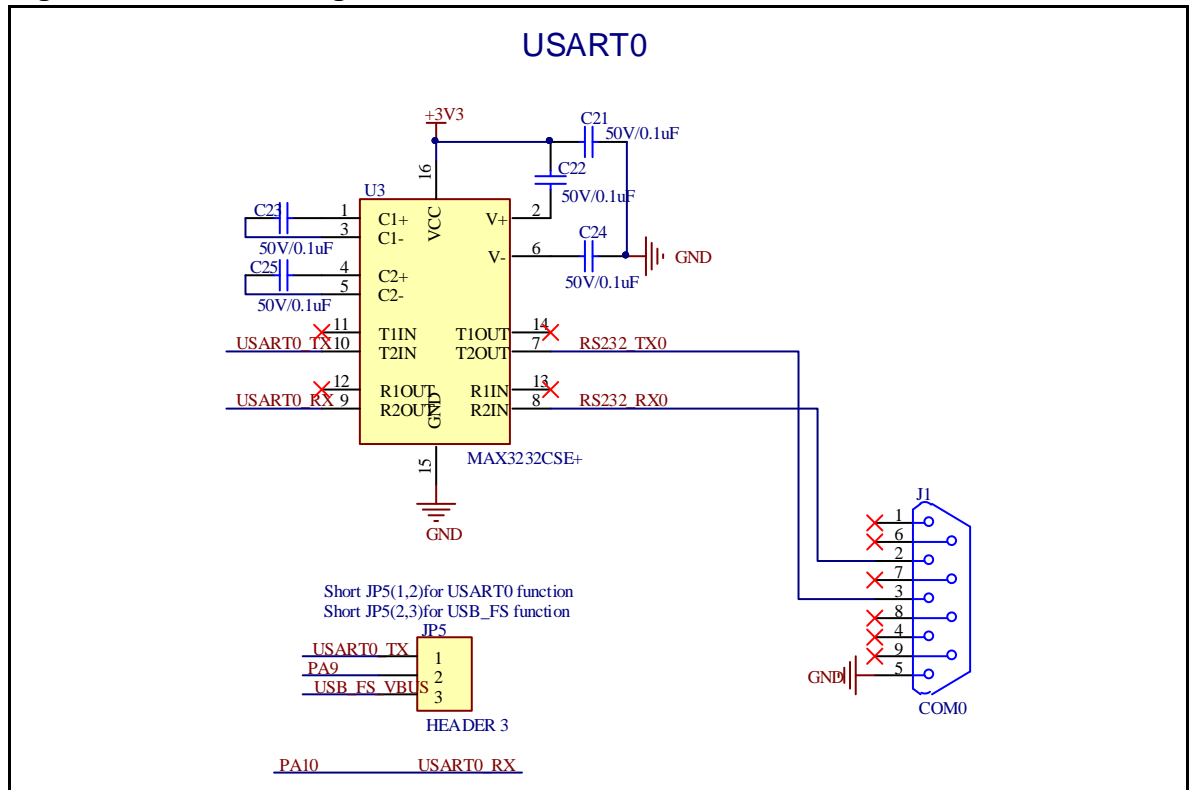 USART0
+3V3
C21
50V/0.1uF
16
C22
50V/0.1uF
U3
C23
1
C1+
VCC
V+
2
3
C1-
50V/0.1uF
C24
V-
6
GND
C25
4
C2+
50V/0.1uF
5
C2-
50V/0.1uF
11
T1IN
T1OUT
14
USART0_TX
10
T2IN
T2OUT
7
RS232_TX0
12
R1OUT
R1IN
13
USART0_RX
9
R2OUT
GND
R2IN
8
RS232_RX0
15
MAX3232CSE+
GND
J1
1
6
2
7
3
8
4
9
5
GND
COM0
Short JP5(1,2)for USART0 function
Short JP5(2,3)for USB_FS function
JP5
USART0_TX
1
PA9
2
USB_FS_VBUS
3
HEADER 3
PA10
USART0_RX